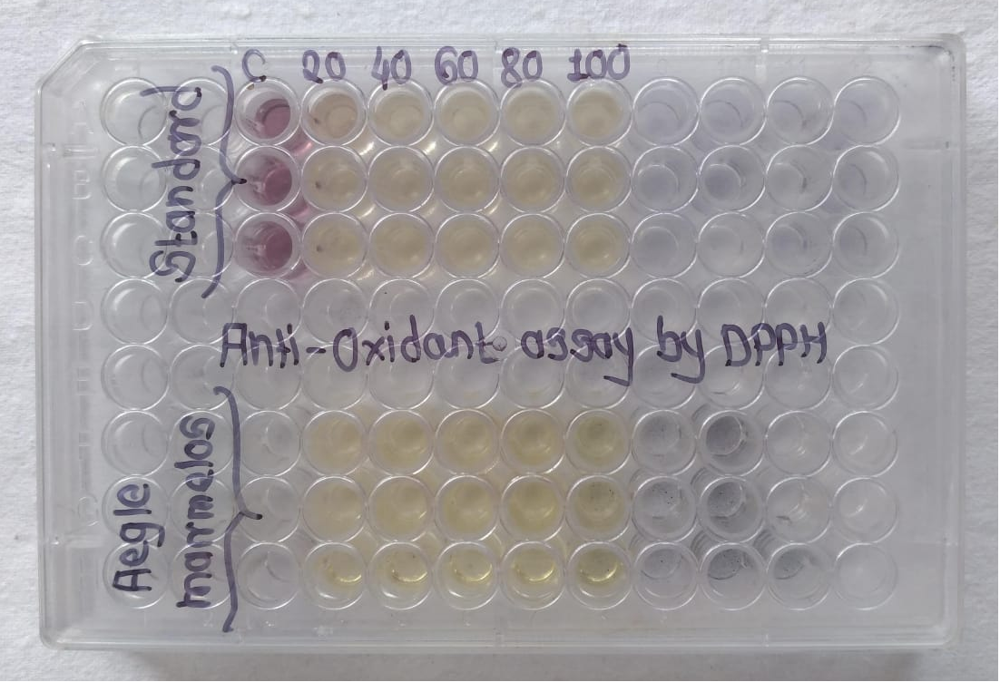 C 20 40 60 80 100
Standard
Anti-Oxidant assay by DPPH
Aegle
marmelos